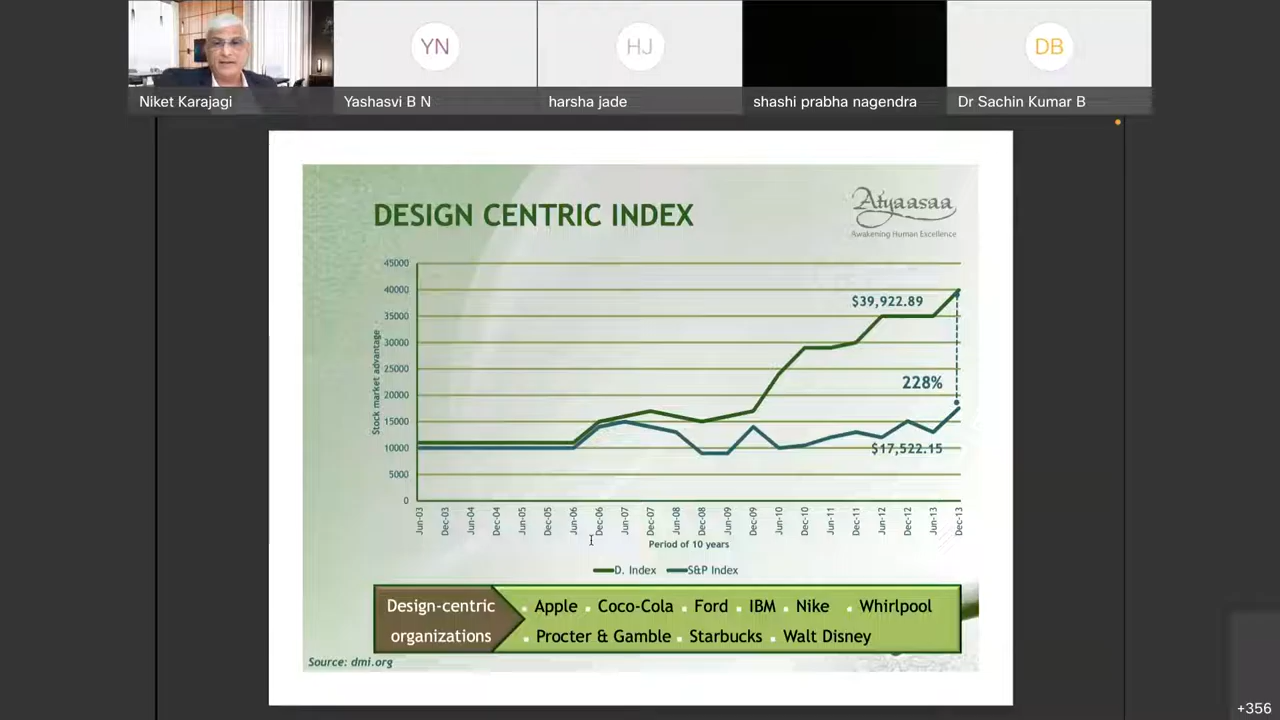 YN
HJ
DB
Niket Karajagi
Yashasvi B N
harsha jade
shashi prabha nagendra
Dr Sachin Kumar B
DESIGN CENTRIC INDEX
Atyaasaa
Awakening Human Excellence
45000
40000
35000
30000
25000
20000
15000
10000
5000
0
Stock market advantage
$39,922.89
228%
$17,522.15
Jun-03
Dec-03
Jun-04
Dec-04
Jun-05
Dec-05
Jun-06
Dec-06
Jun-07
Dec-07
Jun-08
Dec-08
Jun-09
Dec-09
Jun-10
Dec-10
Jun-11
Dec-11
Jun-12
Dec-12
Jun-13
Dec-13
Period of 10 years
D. Index S&P Index
Design-centric
organizations
Apple Coco-Cola Ford IBM Nike Whirlpool
Procter & Gamble Starbucks Walt Disney
Source: dmi.org
+356